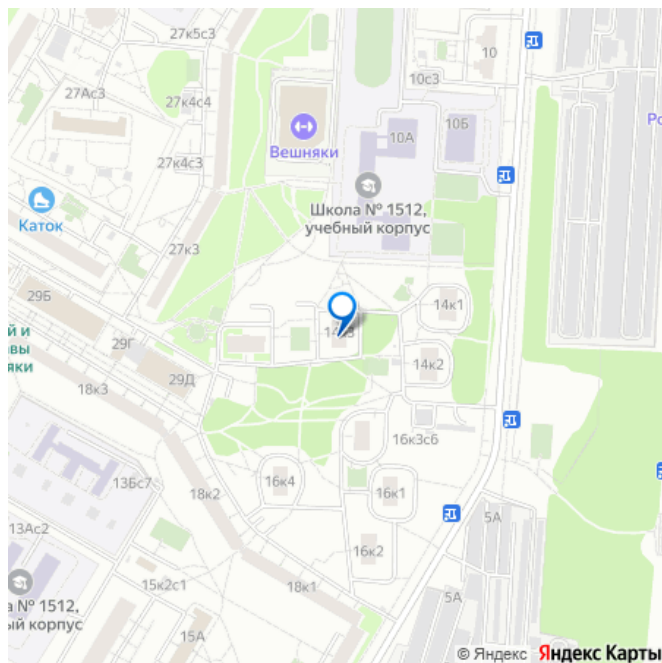 27к5с3
10
27Ас3
10с3
27к4с4
10А
10Б
Ро
Вешняки
27к4с3
Школа № 1512,
учебный корпус
Каток
27к3
29Б
14к1
й и
авы
яки
29Г
14к3
29Д
14к2
18к3
16к3с6
13Бс7
18к2
16к4
16к1
5А
13Ас2
16к2
а № 1512,
ый корпус
15к2с1
18к1
5А
15А
© Яндекс Яндекс Карты